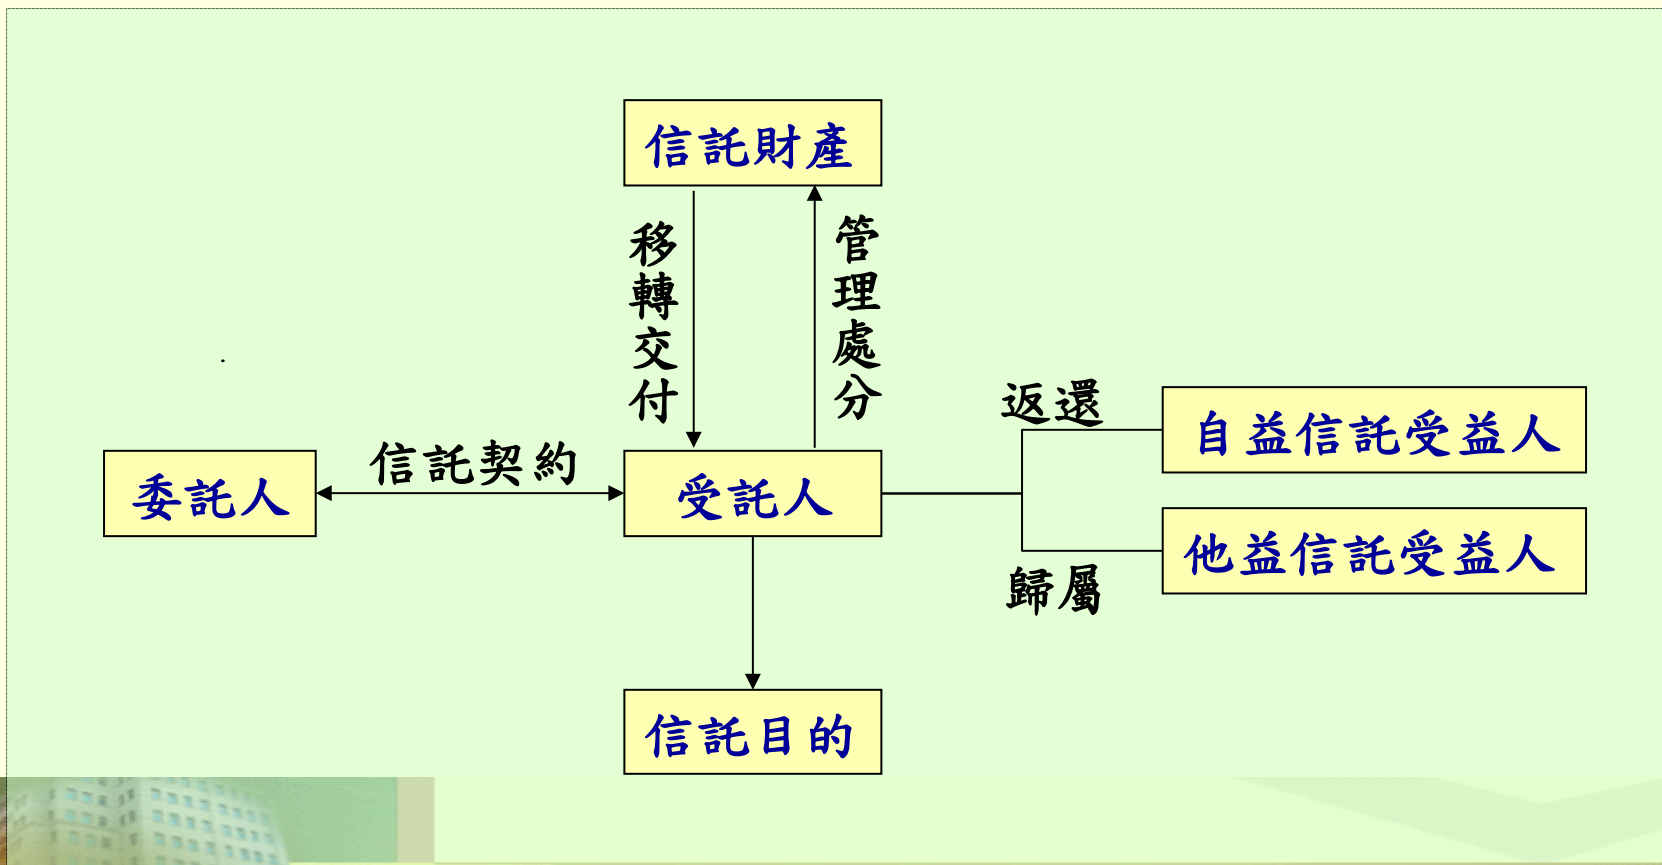 信託財產
移轉交付
管理處分
返還
自益信託受益人
信託契約
委託人
受託人
他益信託受益人
歸屬
信託目的